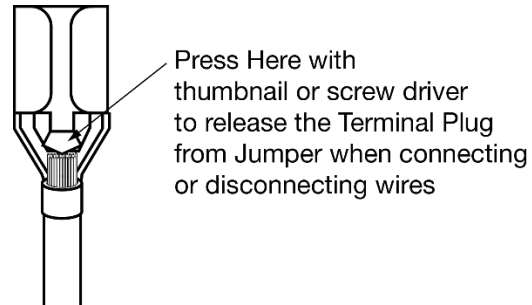 Press Here with
thumbnail or screw driver
to release the Terminal Plug
from Jumper when connecting
or disconnecting wires